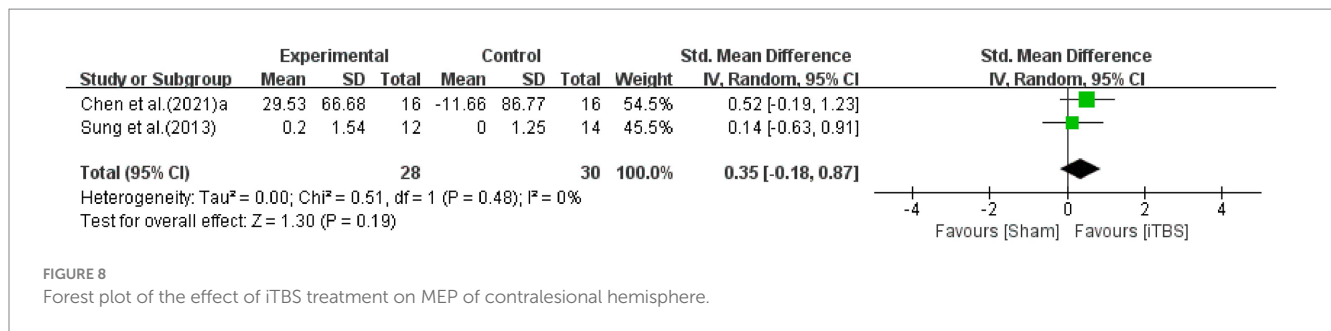 Experimental Control Std. Mean Difference Std. Mean Difference
Study or Subgroup Mean SD Total Mean SD Total Weight IV, Random, 95% CI IV, Random, 95% CI
Chen et al.(2021)a 29.53 66.68 16 -11.66 86.77 16 54.5% 0.52 [-0.19, 1.23]
Sung et al.(2013) 0.2 1.54 12 0 1.25 14 45.5% 0.14 [-0.63, 0.91]
Total (95% CI) 28 30 100.0% 0.35 [-0.18, 0.87]
Heterogeneity: Tau² = 0.00; Chi² = 0.51, df = 1 (P = 0.48); I² = 0%
Test for overall effect: Z = 1.30 (P = 0.19)
-4 -2 0 2 4
Favours [Sham] Favours [iTBS]
FIGURE 8
Forest plot of the effect of iTBS treatment on MEP of contralesional hemisphere.